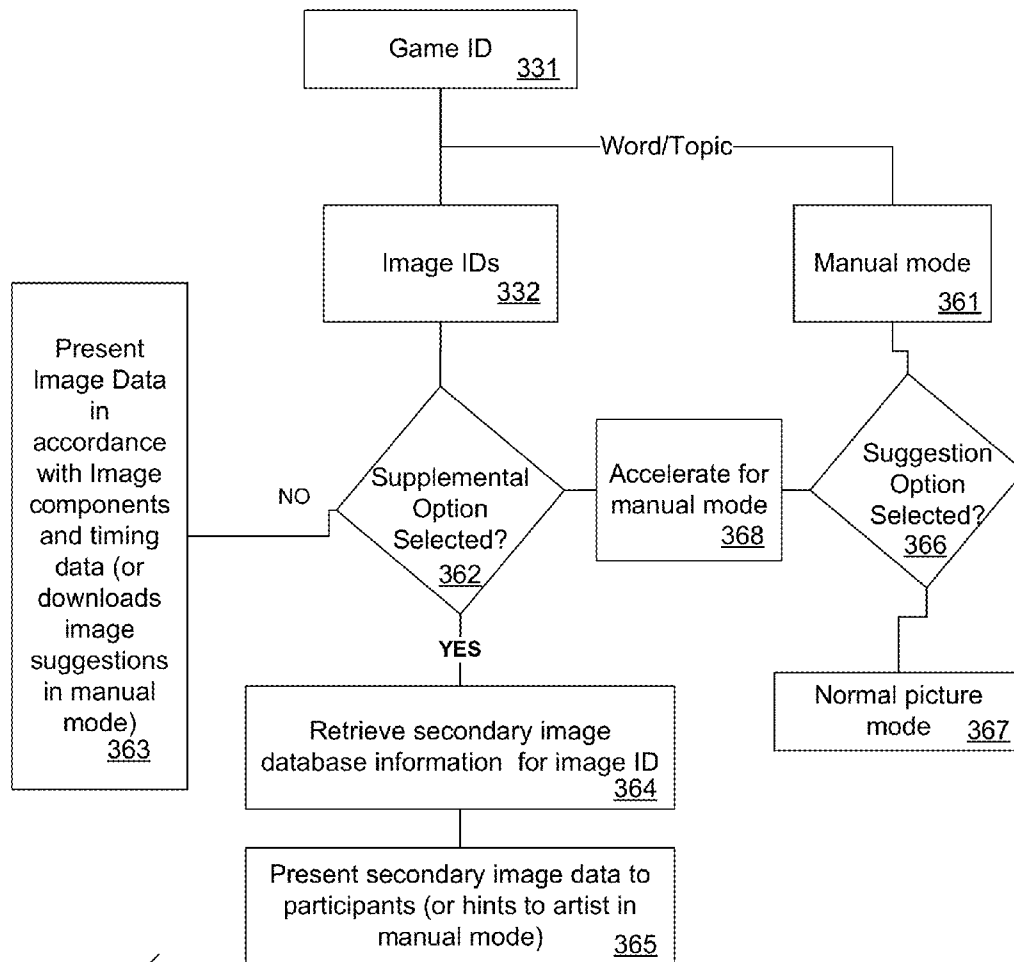 Game ID
331
Word/Topic
Image IDs
332
Manual mode
361
Present
Image Data
in
accordance
with Image
components
and timing
data (or
downloads
image
suggestions
in manual
mode)
363
NO
Supplemental
Option
Selected?
362
Accelerate for
manual mode
368
Suggestion
Option
Selected?
366
YES
Normal picture
mode
367
Retrieve secondary image
database information for image ID
364
Present secondary image data to
participants (or hints to artist in
manual mode)
365